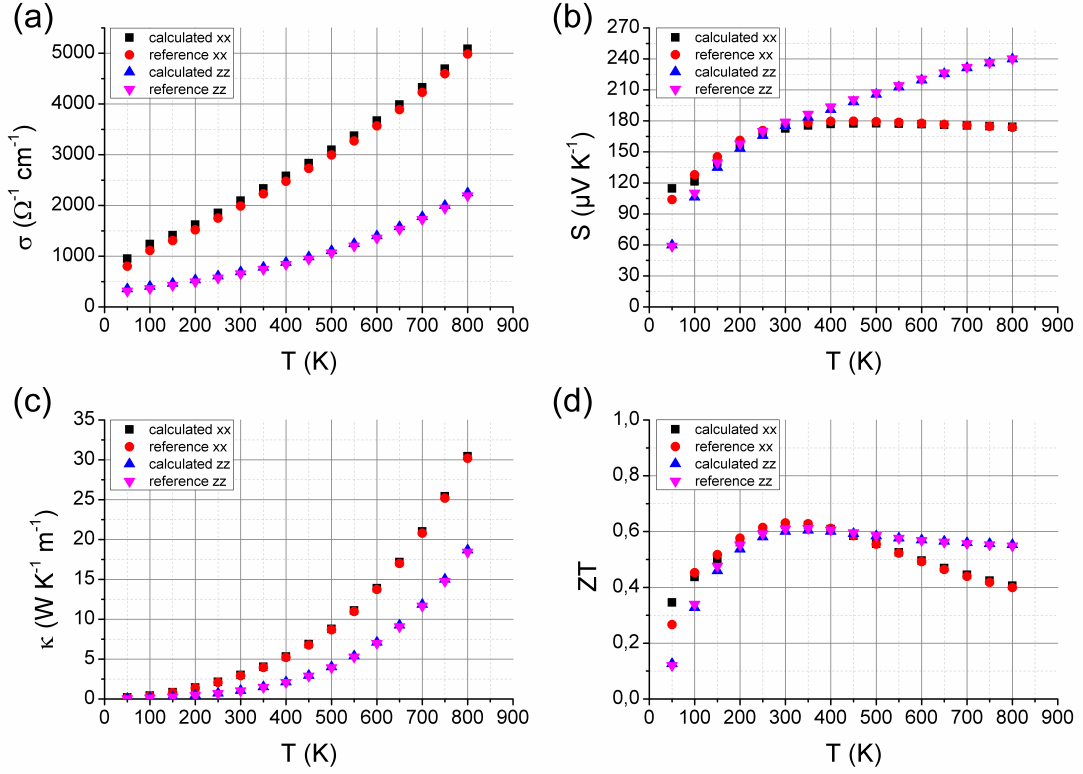 (a)
calculated xx
reference xx
calculated zz
reference zz
5000
4000
3000
2000
1000
0
σ (Ω⁻¹ cm⁻¹)
0 100 200 300 400 500 600 700 800 900
T (K)
(b)
calculated xx
reference xx
calculated zz
reference zz
270
240
210
180
150
120
90
60
30
0
S (µV K⁻¹)
0 100 200 300 400 500 600 700 800 900
T (K)
(c)
calculated xx
reference xx
calculated zz
reference zz
35
30
25
20
15
10
5
0
κ (W K⁻¹ m⁻¹)
0 100 200 300 400 500 600 700 800 900
T (K)
(d)
calculated xx
reference xx
calculated zz
reference zz
1,0
0,8
0,6
0,4
0,2
0,0
ZT
0 100 200 300 400 500 600 700 800 900
T (K)